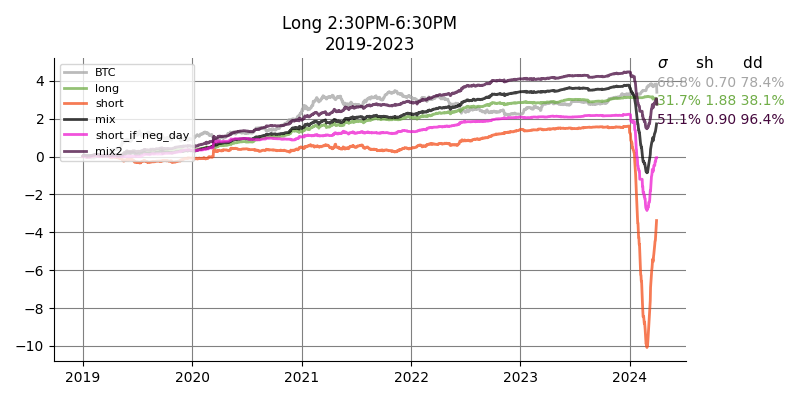 Long 2:30PM-6:30PM
2019-2023
σ sh dd
68.8% 0.70 78.4%
31.7% 1.88 38.1%
51.1% 0.90 96.4%
BTC
long
short
mix
short_if_neg_day
mix2
4
2
0
−2
−4
−6
−8
−10
2019 2020 2021 2022 2023 2024